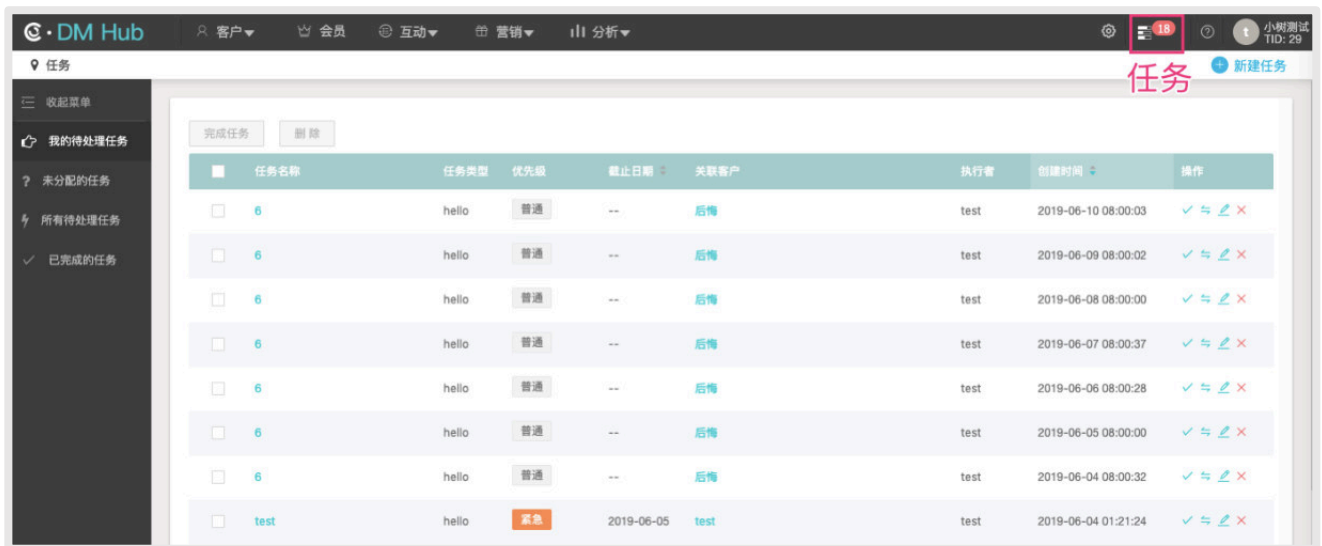 DM Hub 客户 会员 互动 营销 分析 18 t 小树测试
TID: 29
任务 任务 新建任务
收起菜单
完成任务 删除
我的待处理任务
任务名称 任务类型 优先级 截止日期 关联客户 执行者 创建时间 操作
未分配的任务
6 hello 普通 -- 后悔 test 2019-06-10 08:00:03
所有待处理任务
6 hello 普通 -- 后悔 test 2019-06-09 08:00:02
已完成的任务
6 hello 普通 -- 后悔 test 2019-06-08 08:00:00
6 hello 普通 -- 后悔 test 2019-06-07 08:00:37
6 hello 普通 -- 后悔 test 2019-06-06 08:00:28
6 hello 普通 -- 后悔 test 2019-06-05 08:00:00
6 hello 普通 -- 后悔 test 2019-06-04 08:00:32
test hello 紧急 2019-06-05 test test 2019-06-04 01:21:24